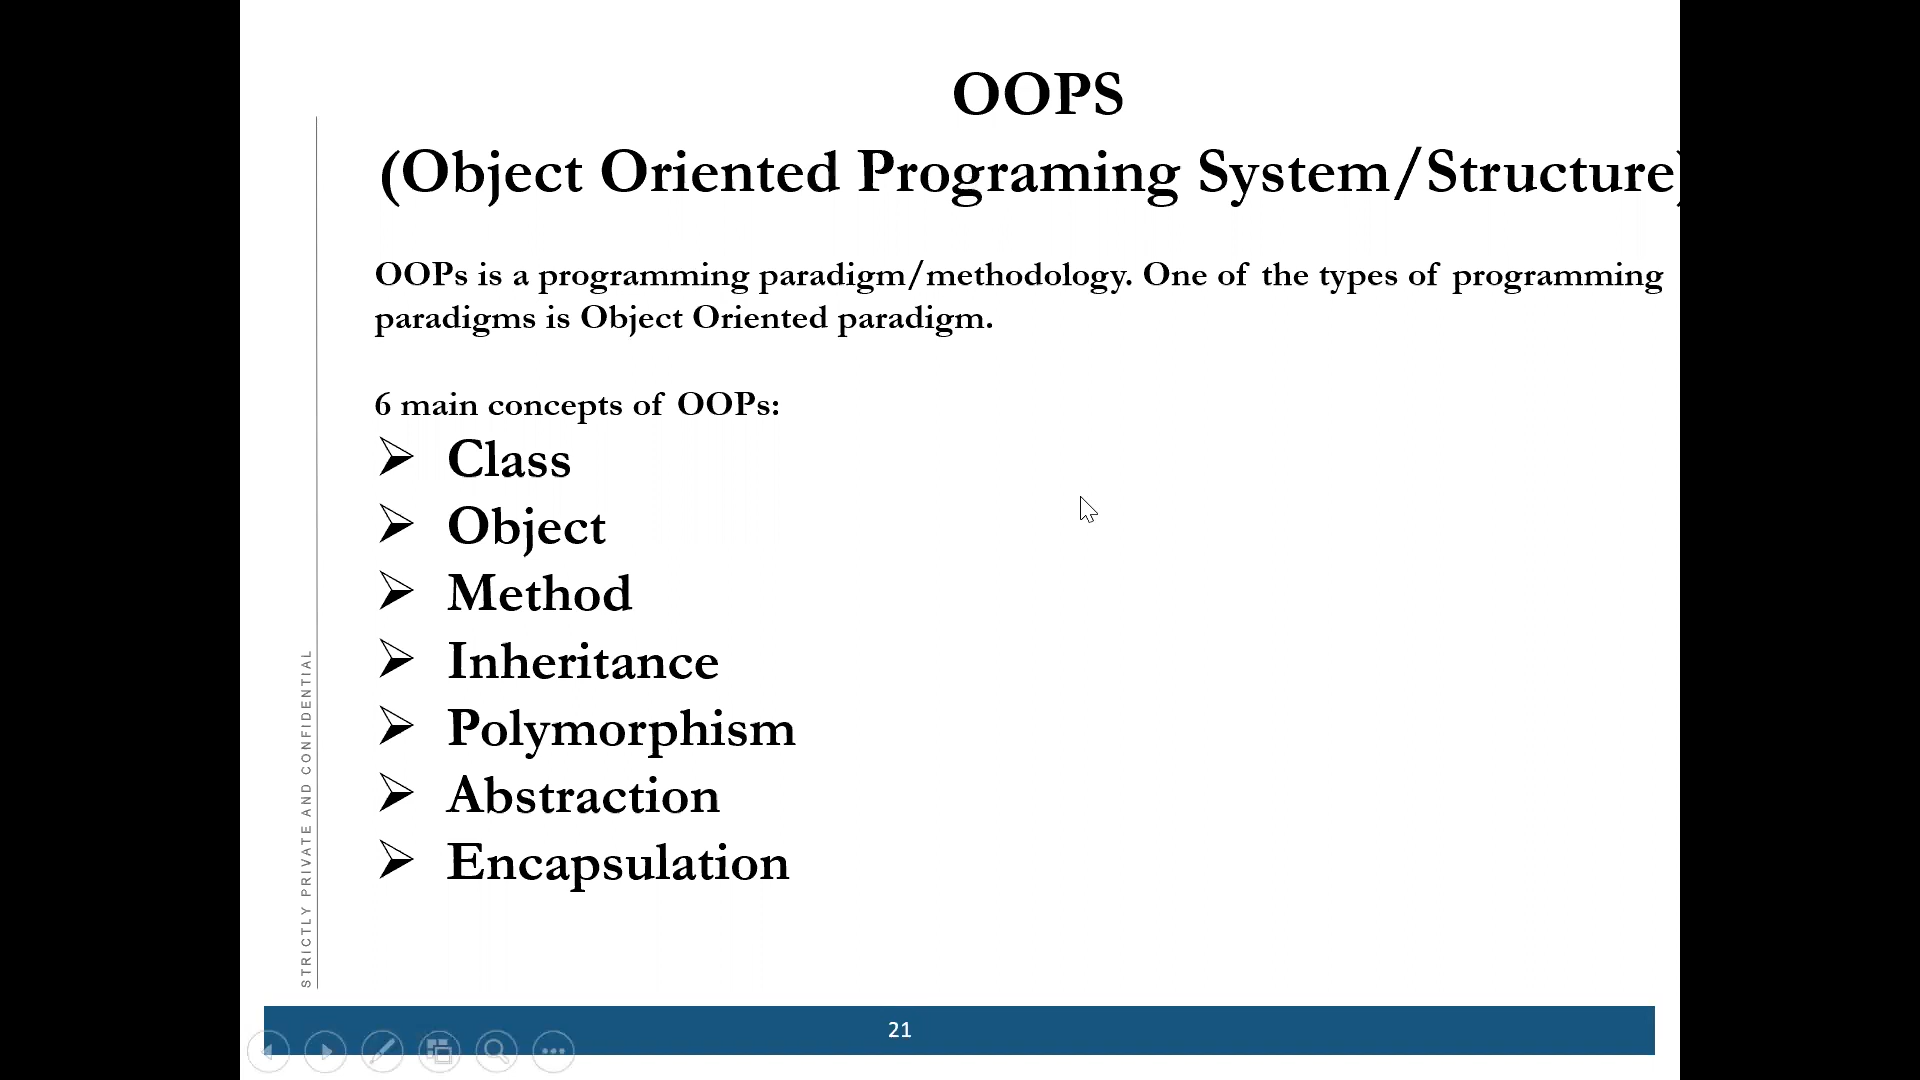 OOPS
(Object Oriented Programing System/Structure)
OOPs is a programming paradigm/methodology. One of the types of programming
paradigms is Object Oriented paradigm.
6 main concepts of OOPs:
Class
Object
Method
Inheritance
Polymorphism
Abstraction
Encapsulation
STRICTLY PRIVATE AND CONFIDENTIAL
21